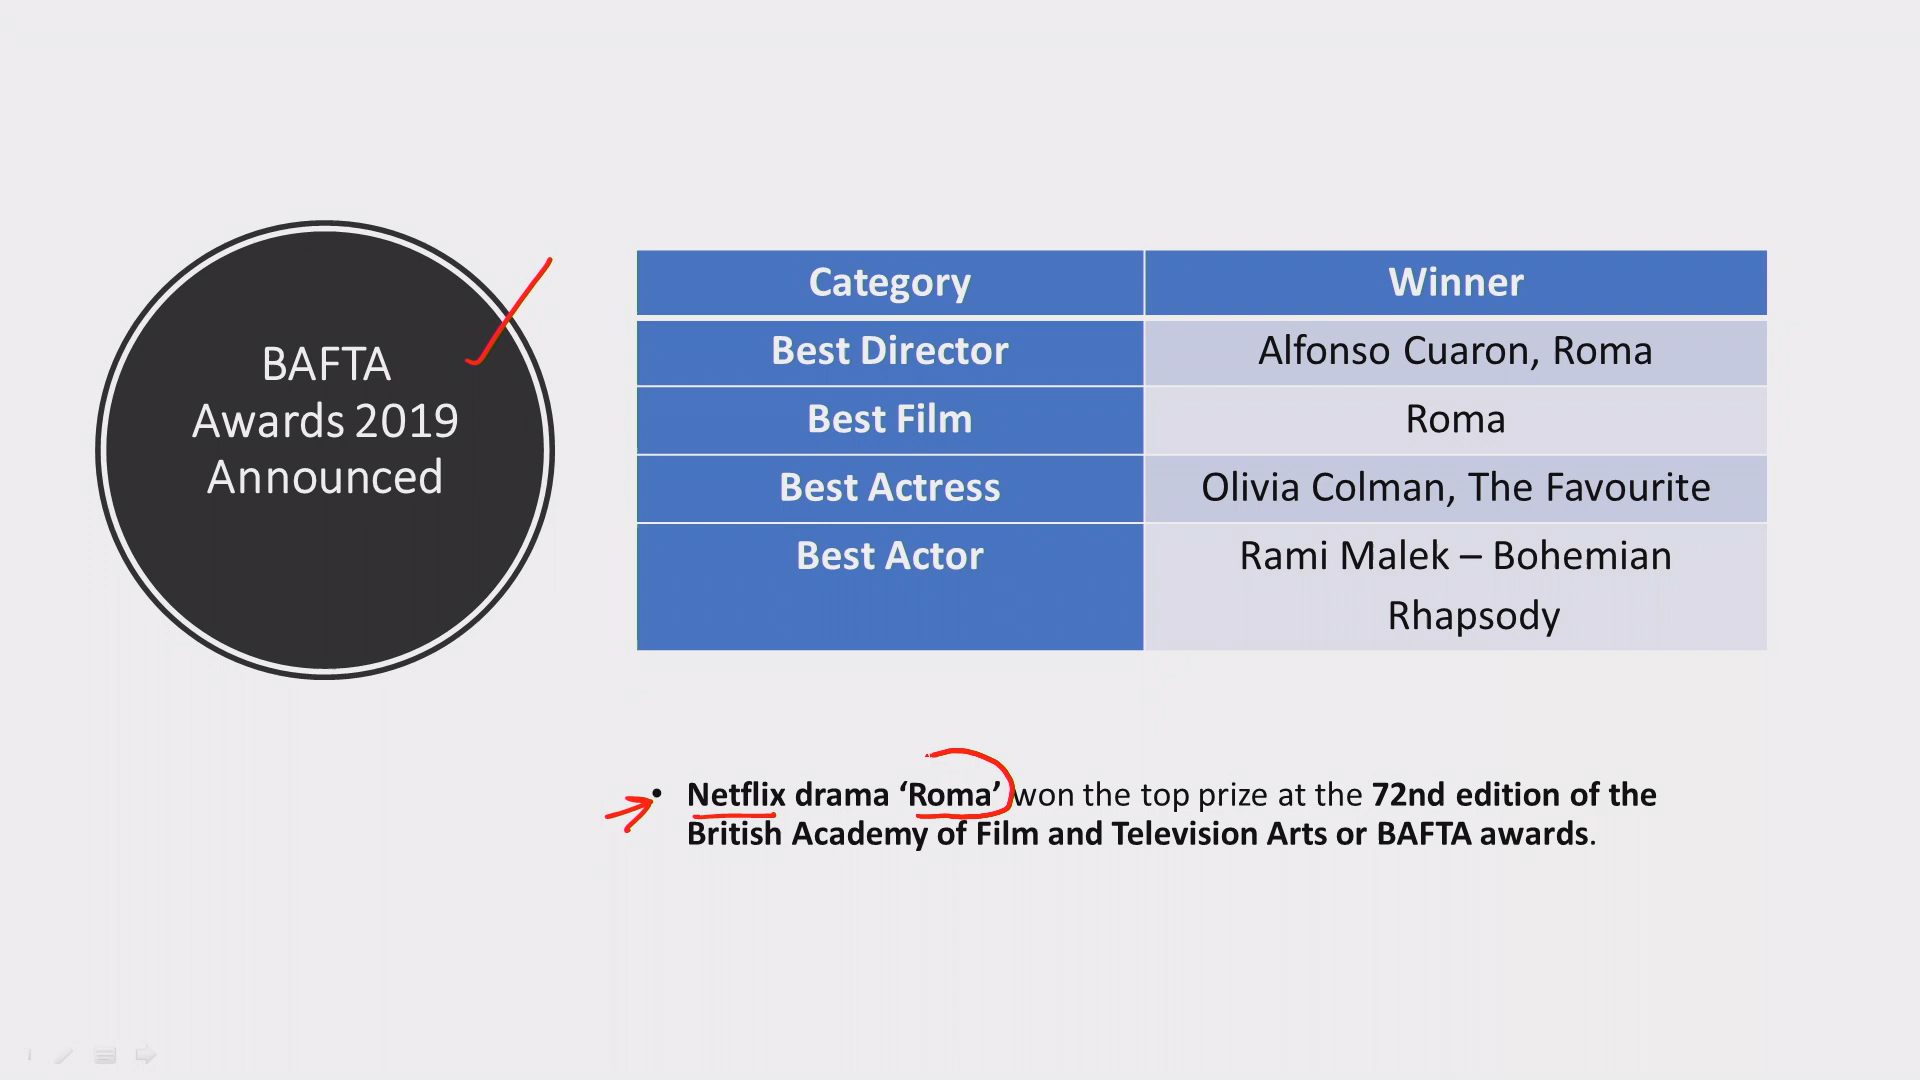 BAFTA
Awards 2019
Announced
Category Winner
Best Director Alfonso Cuaron, Roma
Best Film Roma
Best Actress Olivia Colman, The Favourite
Best Actor Rami Malek – Bohemian
Rhapsody
• Netflix drama ‘Roma’ won the top prize at the 72nd edition of the
British Academy of Film and Television Arts or BAFTA awards.